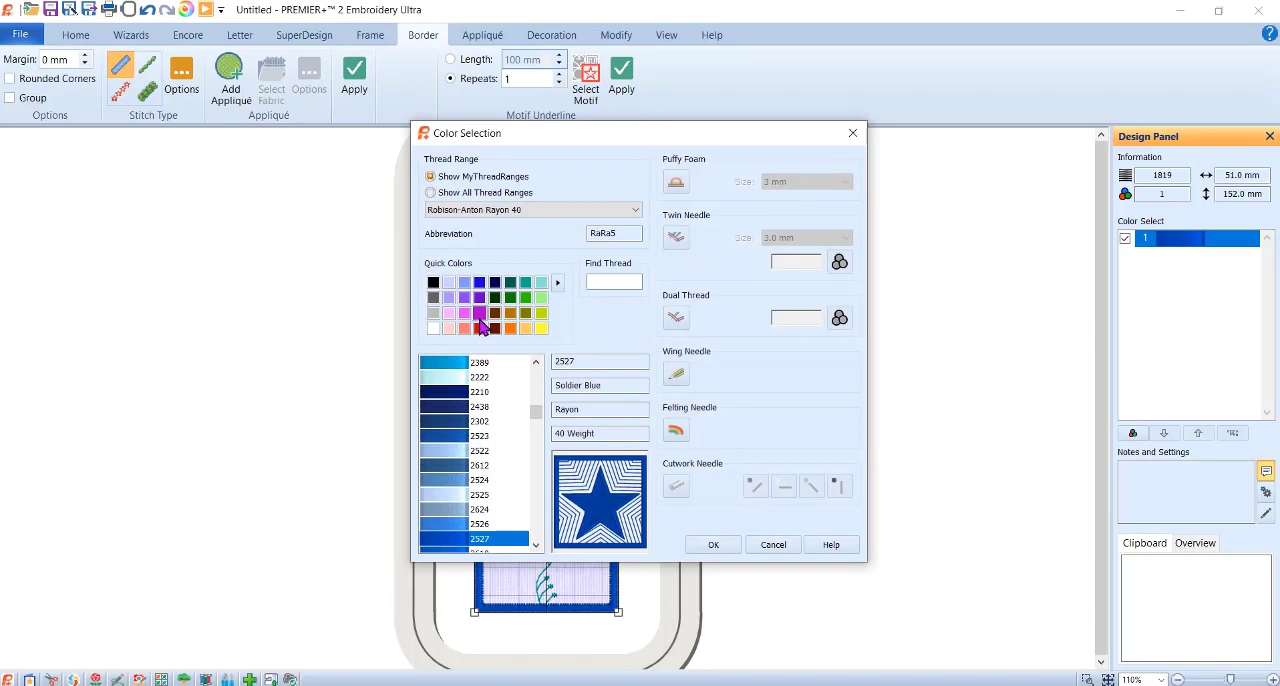 Untitled - PREMIER+™ 2 Embroidery Ultra
File Home Wizards Encore Letter SuperDesign Frame Border Appliqué Decoration Modify View Help
Margin: 0 mm
Rounded Corners
Group
Options
Options
Stitch Type
Add Appliqué
Select Fabric
Options
Appliqué
Apply
Length: 100 mm
Repeats: 1
Select Motif
Apply
Motif Underline
Color Selection
Thread Range
Show MyThreadRanges
Show All Thread Ranges
Robison-Anton Rayon 40
Abbreviation RaRa5
Quick Colors
Find Thread
2389
2222
2210
2438
2302
2523
2522
2612
2524
2525
2624
2526
2527
2527
Soldier Blue
Rayon
40 Weight
Puffy Foam
Size: 3 mm
Twin Needle
Size: 3.0 mm
Dual Thread
Wing Needle
Felting Needle
Cutwork Needle
OK Cancel Help
Design Panel
Information
1819 51.0 mm
1 152.0 mm
Color Select
1
Notes and Settings
Clipboard Overview
110%